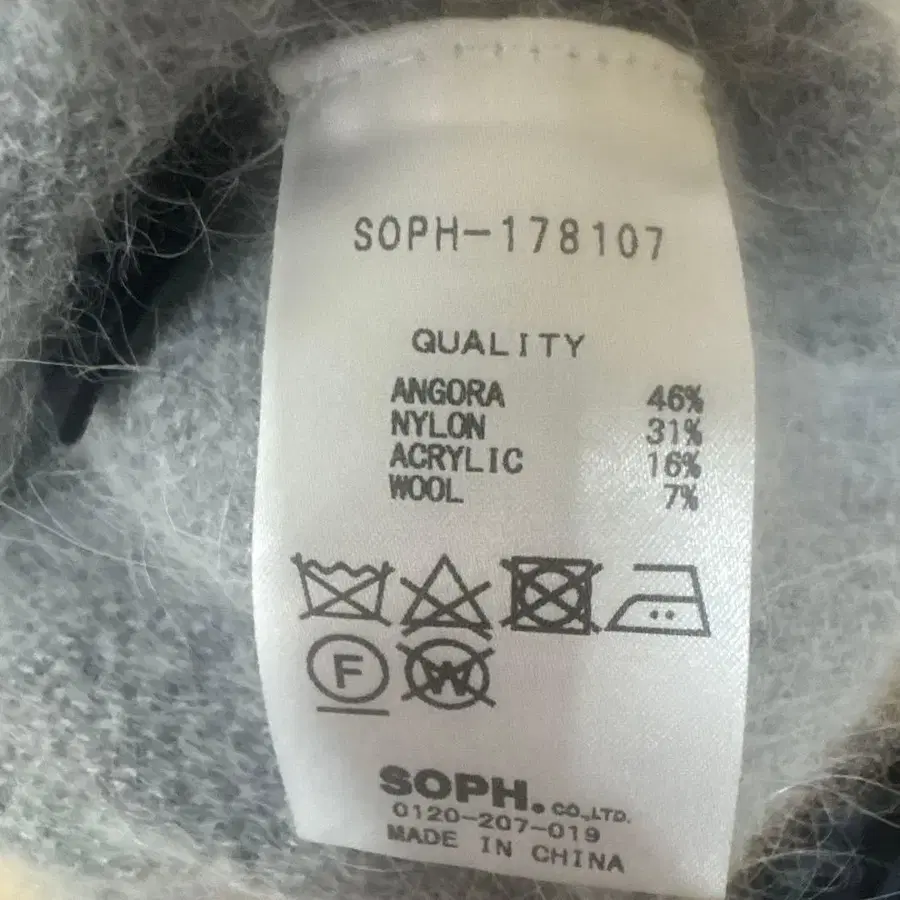 SOPH-178107
QUALITY
ANGORA 46%
NYLON 31%
ACRYLIC 16%
WOOL 7%
F W
SOPH. CO.,LTD.
0120-207-019
MADE IN CHINA